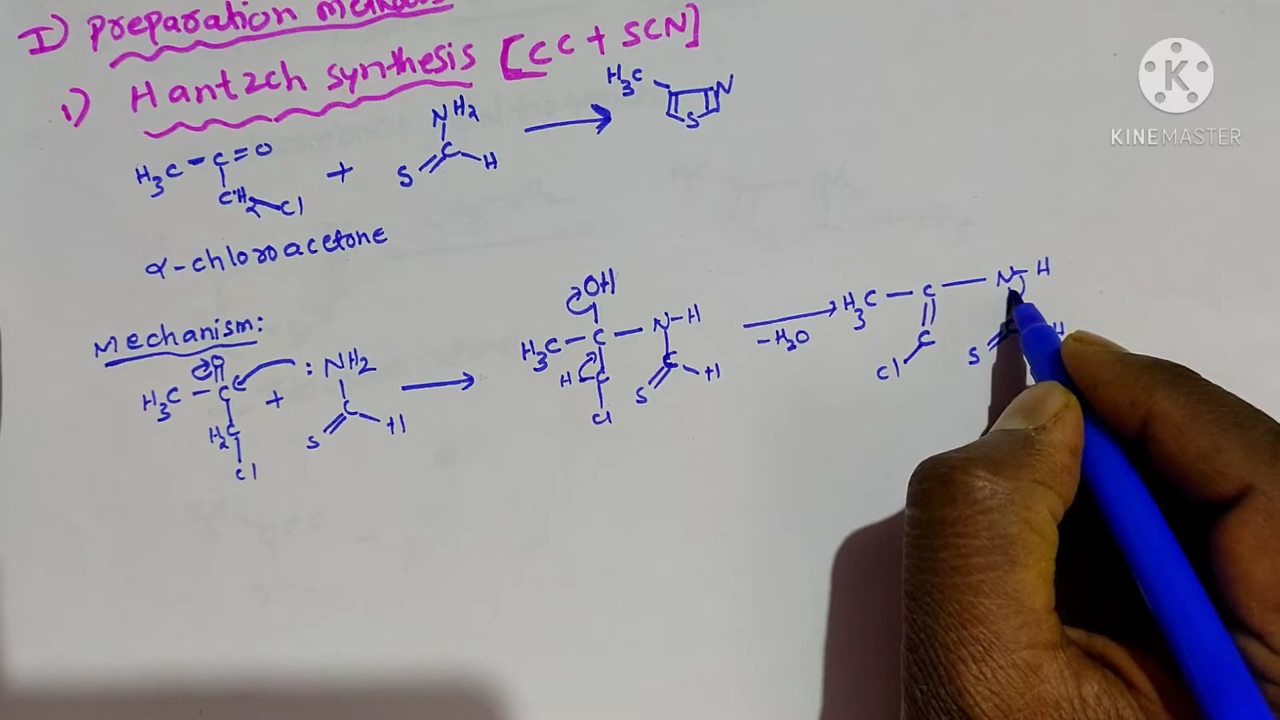 I) Preparation
1) Hantzch synthesis [CC + SCN]
H3C-C=O + NH2 S C H → H3C N S
CH2-Cl
α-chloroacetone
Mechanism:
H3C-C O + :NH2 S C H → H3C-C OH N-H H C Cl S C H -H2O → H3C-C-N-H C Cl S H
H2C
Cl
KINEMASTER